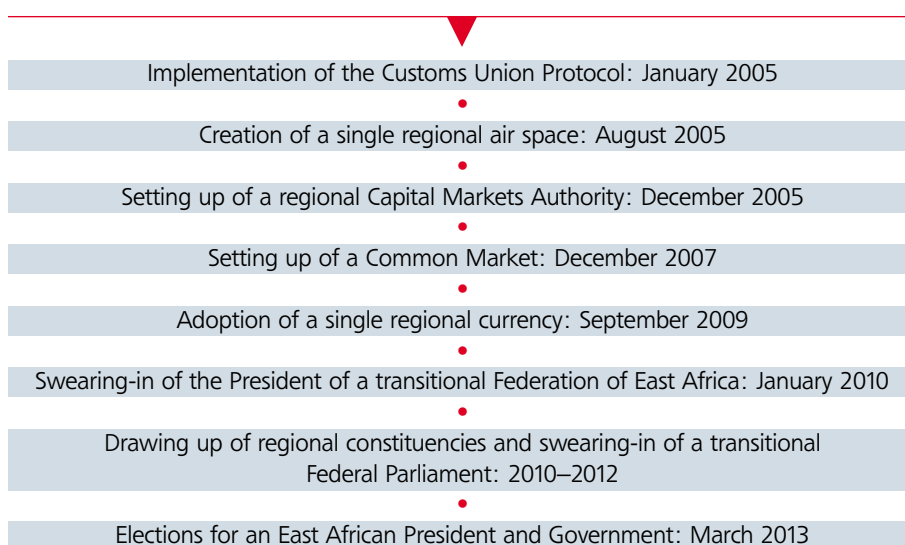 Implementation of the Customs Union Protocol: January 2005
Creation of a single regional air space: August 2005
Setting up of a regional Capital Markets Authority: December 2005
Setting up of a Common Market: December 2007
Adoption of a single regional currency: September 2009
Swearing-in of the President of a transitional Federation of East Africa: January 2010
Drawing up of regional constituencies and swearing-in of a transitional
Federal Parliament: 2010–2012
Elections for an East African President and Government: March 2013